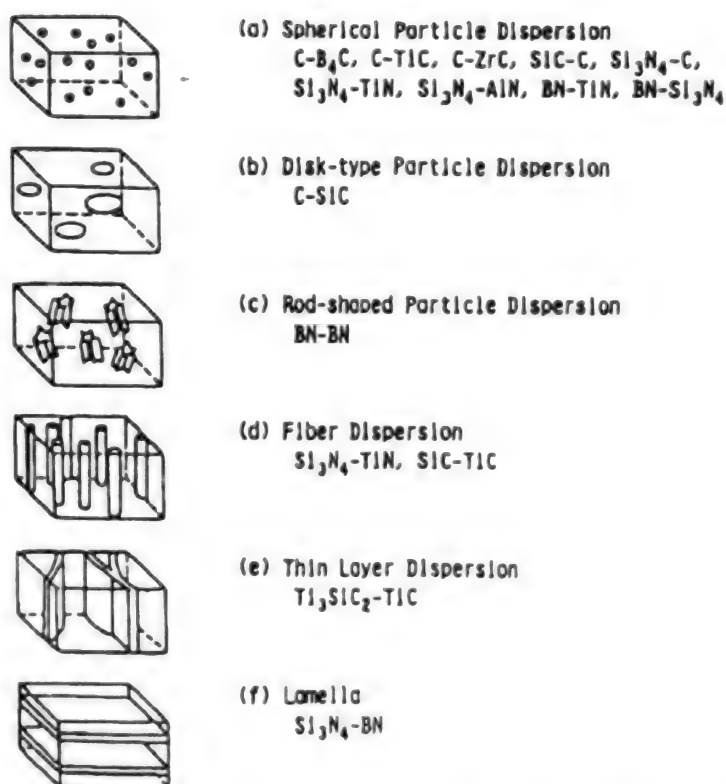 (a) Spherical Particle Dispersion
C-B₄C, C-TiC, C-ZrC, SiC-C, Si₃N₄-C,
Si₃N₄-TiN, Si₃N₄-AlN, BN-TiN, BN-Si₃N₄
(b) Disk-type Particle Dispersion
C-SiC
(c) Rod-shaped Particle Dispersion
BN-BN
(d) Fiber Dispersion
Si₃N₄-TiN, SiC-TiC
(e) Thin Layer Dispersion
Ti₃SiC₂-TiC
(f) Lamella
Si₃N₄-BN